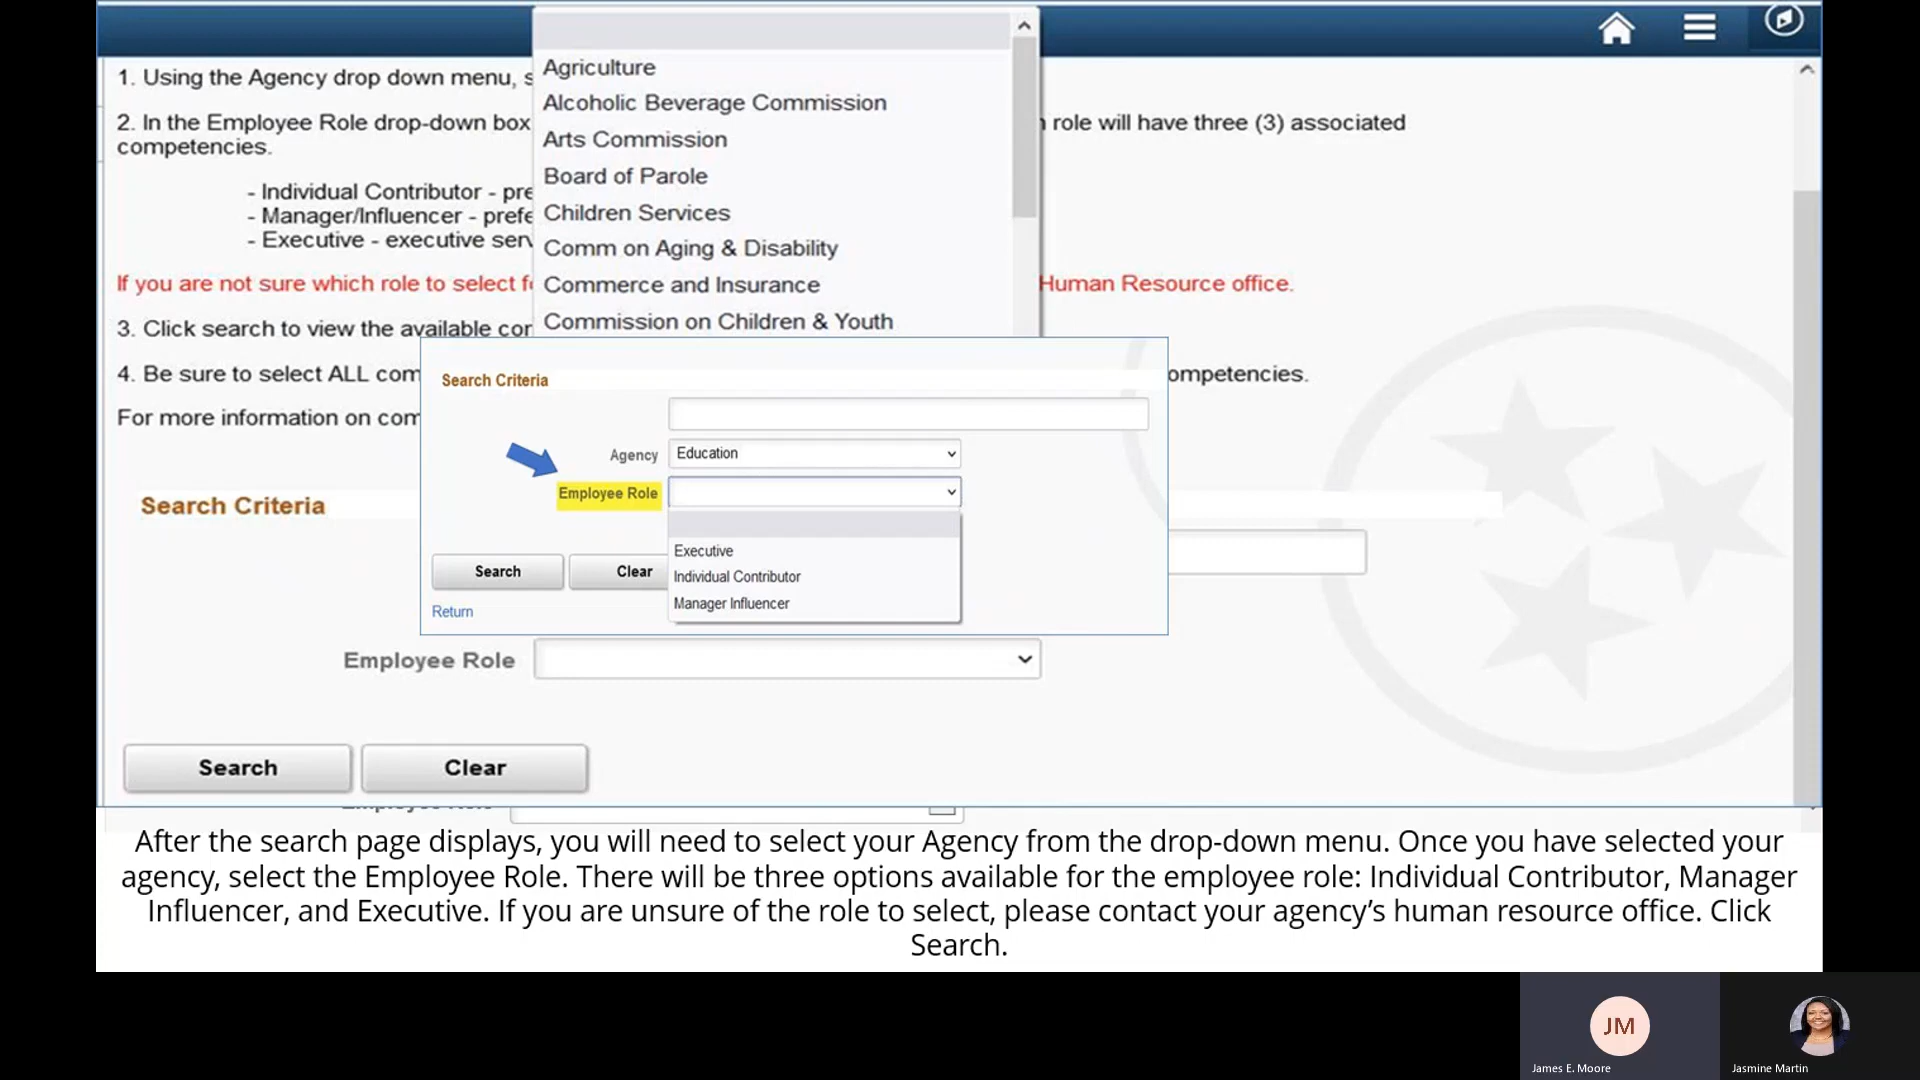 Agriculture
1. Using the Agency drop down menu, s
Alcoholic Beverage Commission
2. In the Employee Role drop-down box
role will have three (3) associated
competencies.
Arts Commission
Board of Parole
- Individual Contributor - pre
- Manager/Influencer - prefe
Children Services
- Executive - executive serv
Comm on Aging & Disability
If you are not sure which role to select f
Human Resource office.
Commerce and Insurance
3. Click search to view the available cor
Commission on Children & Youth
4. Be sure to select ALL com
ompetencies.
For more information on com
Search Criteria
Agency Education
Employee Role
Executive
Individual Contributor
Manager Influencer
Search Clear
Return
Search Criteria
Employee Role
Search Clear
After the search page displays, you will need to select your Agency from the drop-down menu. Once you have selected your
agency, select the Employee Role. There will be three options available for the employee role: Individual Contributor, Manager
Influencer, and Executive. If you are unsure of the role to select, please contact your agency's human resource office. Click
Search.
JM
James E. Moore
Jasmine Martin